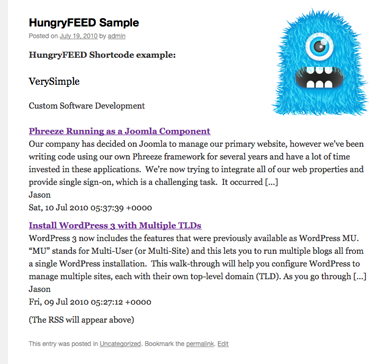 HungryFEED Sample
Posted on July 19, 2010 by admin
HungryFEED Shortcode example:
VerySimple
Custom Software Development
Phreeze Running as a Joomla Component
Our company has decided on Joomla to manage our primary website, however we've been
writing code using our own Phreeze framework for several years and have a lot of time
invested in these applications.  We're now trying to integrate all of our web properties and
provide single sign-on, which is a challenging task.  It occurred [...]
Jason
Sat, 10 Jul 2010 05:37:39 +0000
Install WordPress 3 with Multiple TLDs
WordPress 3 now includes the features that were previously available as WordPress MU.
“MU” stands for Multi-User (or Multi-Site) and this lets you to run multiple blogs all from
a single WordPress installation.  This walk-through will help you configure WordPress to
manage multiple sites, each with their own top-level domain (TLD). As you go through [...]
Jason
Fri, 09 Jul 2010 05:27:12 +0000
(The RSS will appear above)
This entry was posted in Uncategorized. Bookmark the permalink. Edit